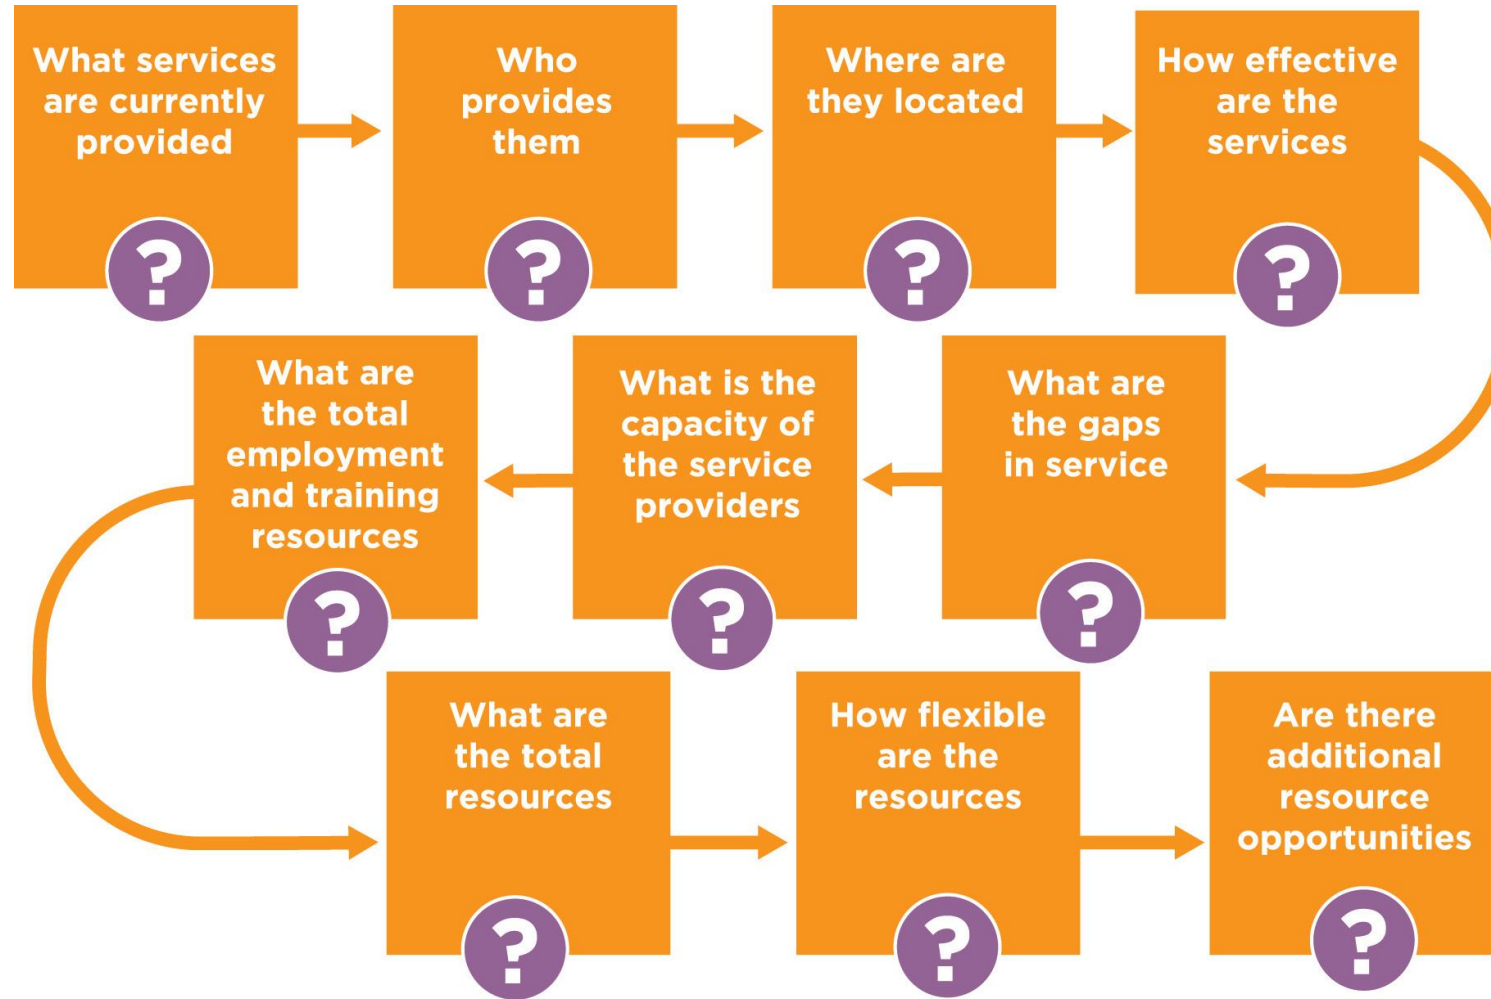 What services
are currently
provided
?
Who
provides
them
?
Where are
they located
?
How effective
are the
services
?
What are
the gaps
in service
?
What is the
capacity of
the service
providers
?
What are
the total
employment
and training
resources
?
What are
the total
resources
?
How flexible
are the
resources
?
Are there
additional
resource
opportunities
?